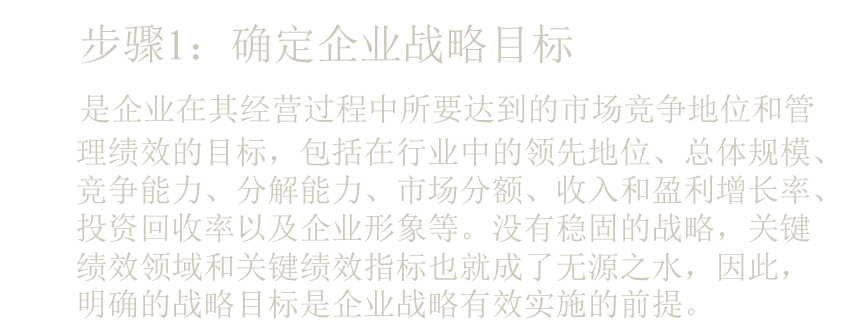 步骤1：确定企业战略目标
是企业在其经营过程中所要达到的市场竞争地位和管
理绩效的目标，包括在行业中的领先地位、总体规模、
竞争能力、分解能力、市场分额、收入和盈利增长率、
投资回收率以及企业形象等。没有稳固的战略，关键
绩效领域和关键绩效指标也就成了无源之水，因此，
明确的战略目标是企业战略有效实施的前提。